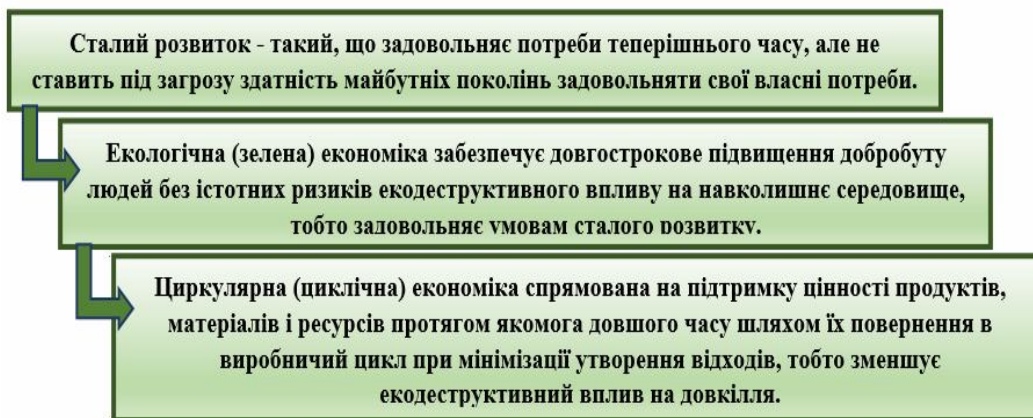 Сталий розвиток - такий, що задовольняє потреби теперішнього часу, але не
ставить під загрозу здатність майбутніх поколінь задовольняти свої власні потреби.
Екологічна (зелена) економіка забезпечує довгострокове підвищення добробуту
людей без істотних ризиків екодеструктивного впливу на навколишнє середовище,
тобто задовольняє умовам сталого розвитку.
Циркулярна (циклічна) економіка спрямована на підтримку цінності продуктів,
матеріалів і ресурсів протягом якомога довшого часу шляхом їх повернення в
виробничий цикл при мінімізації утворення відходів, тобто зменшує
екодеструктивний вплив на довкілля.